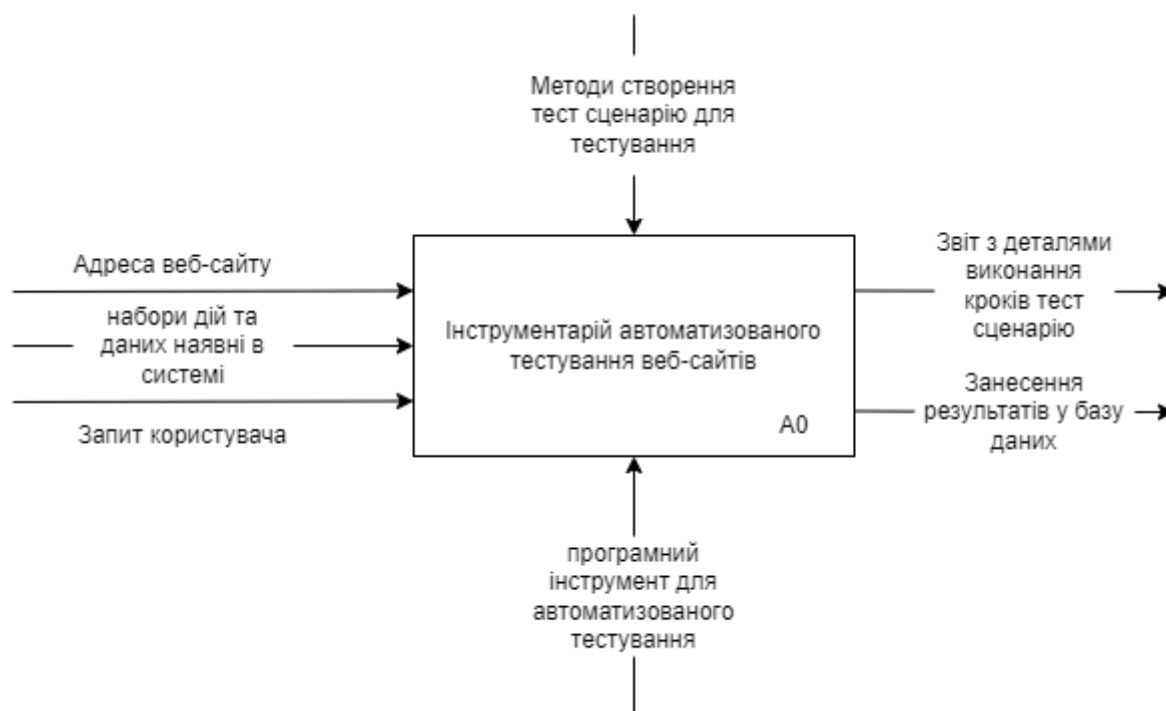 Методи створення
тест сценарію для
тестування
Адреса веб-сайту
набори дій та
даних наявні в
системі
Запит користувача
Інструментарій автоматизованого
тестування веб-сайтів
А0
Звіт з деталями
виконання
кроків тест
сценарію
Занесення
результатів у базу
даних
програмний
інструмент для
автоматизованого
тестування